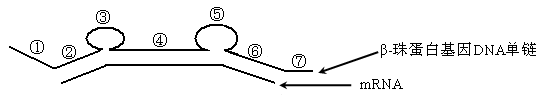 ① ② ③ ④ ⑤ ⑥ ⑦
β-珠蛋白基因DNA单链
mRNA